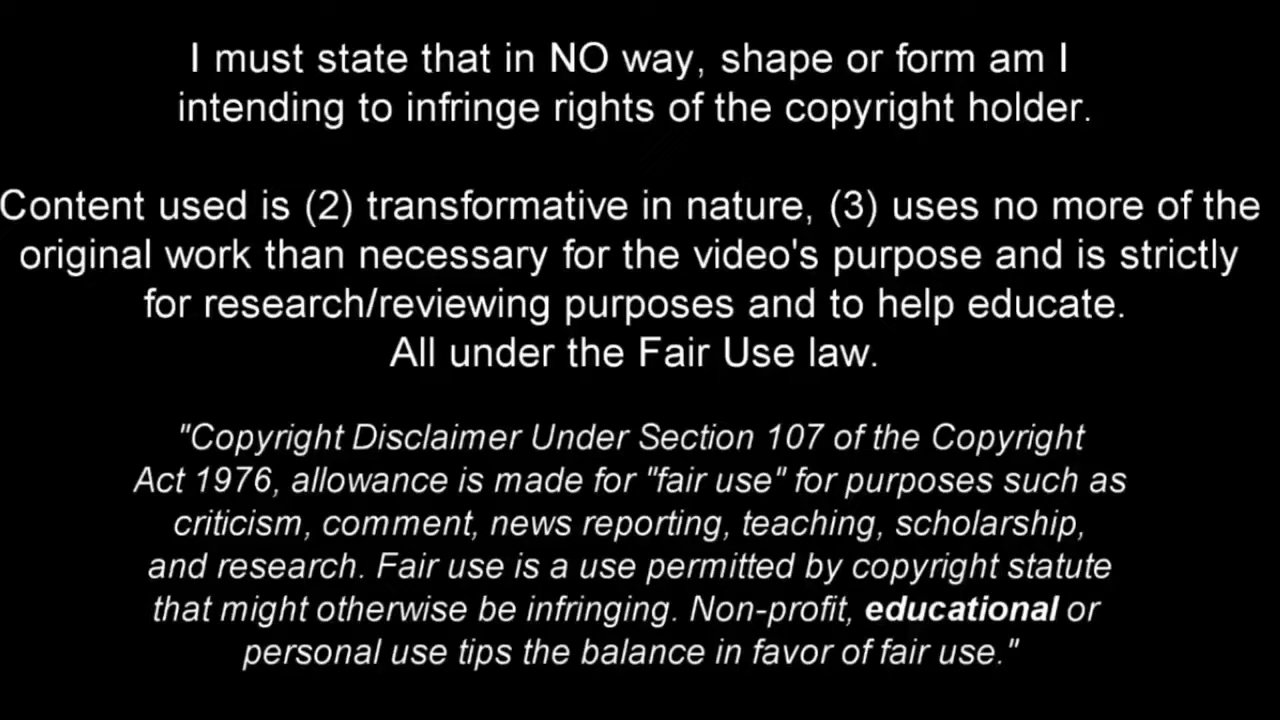 I must state that in NO way, shape or form am I
intending to infringe rights of the copyright holder.
Content used is (2) transformative in nature, (3) uses no more of the
original work than necessary for the video's purpose and is strictly
for research/reviewing purposes and to help educate.
All under the Fair Use law.
"Copyright Disclaimer Under Section 107 of the Copyright
Act 1976, allowance is made for "fair use" for purposes such as
criticism, comment, news reporting, teaching, scholarship,
and research. Fair use is a use permitted by copyright statute
that might otherwise be infringing. Non-profit, educational or
personal use tips the balance in favor of fair use."